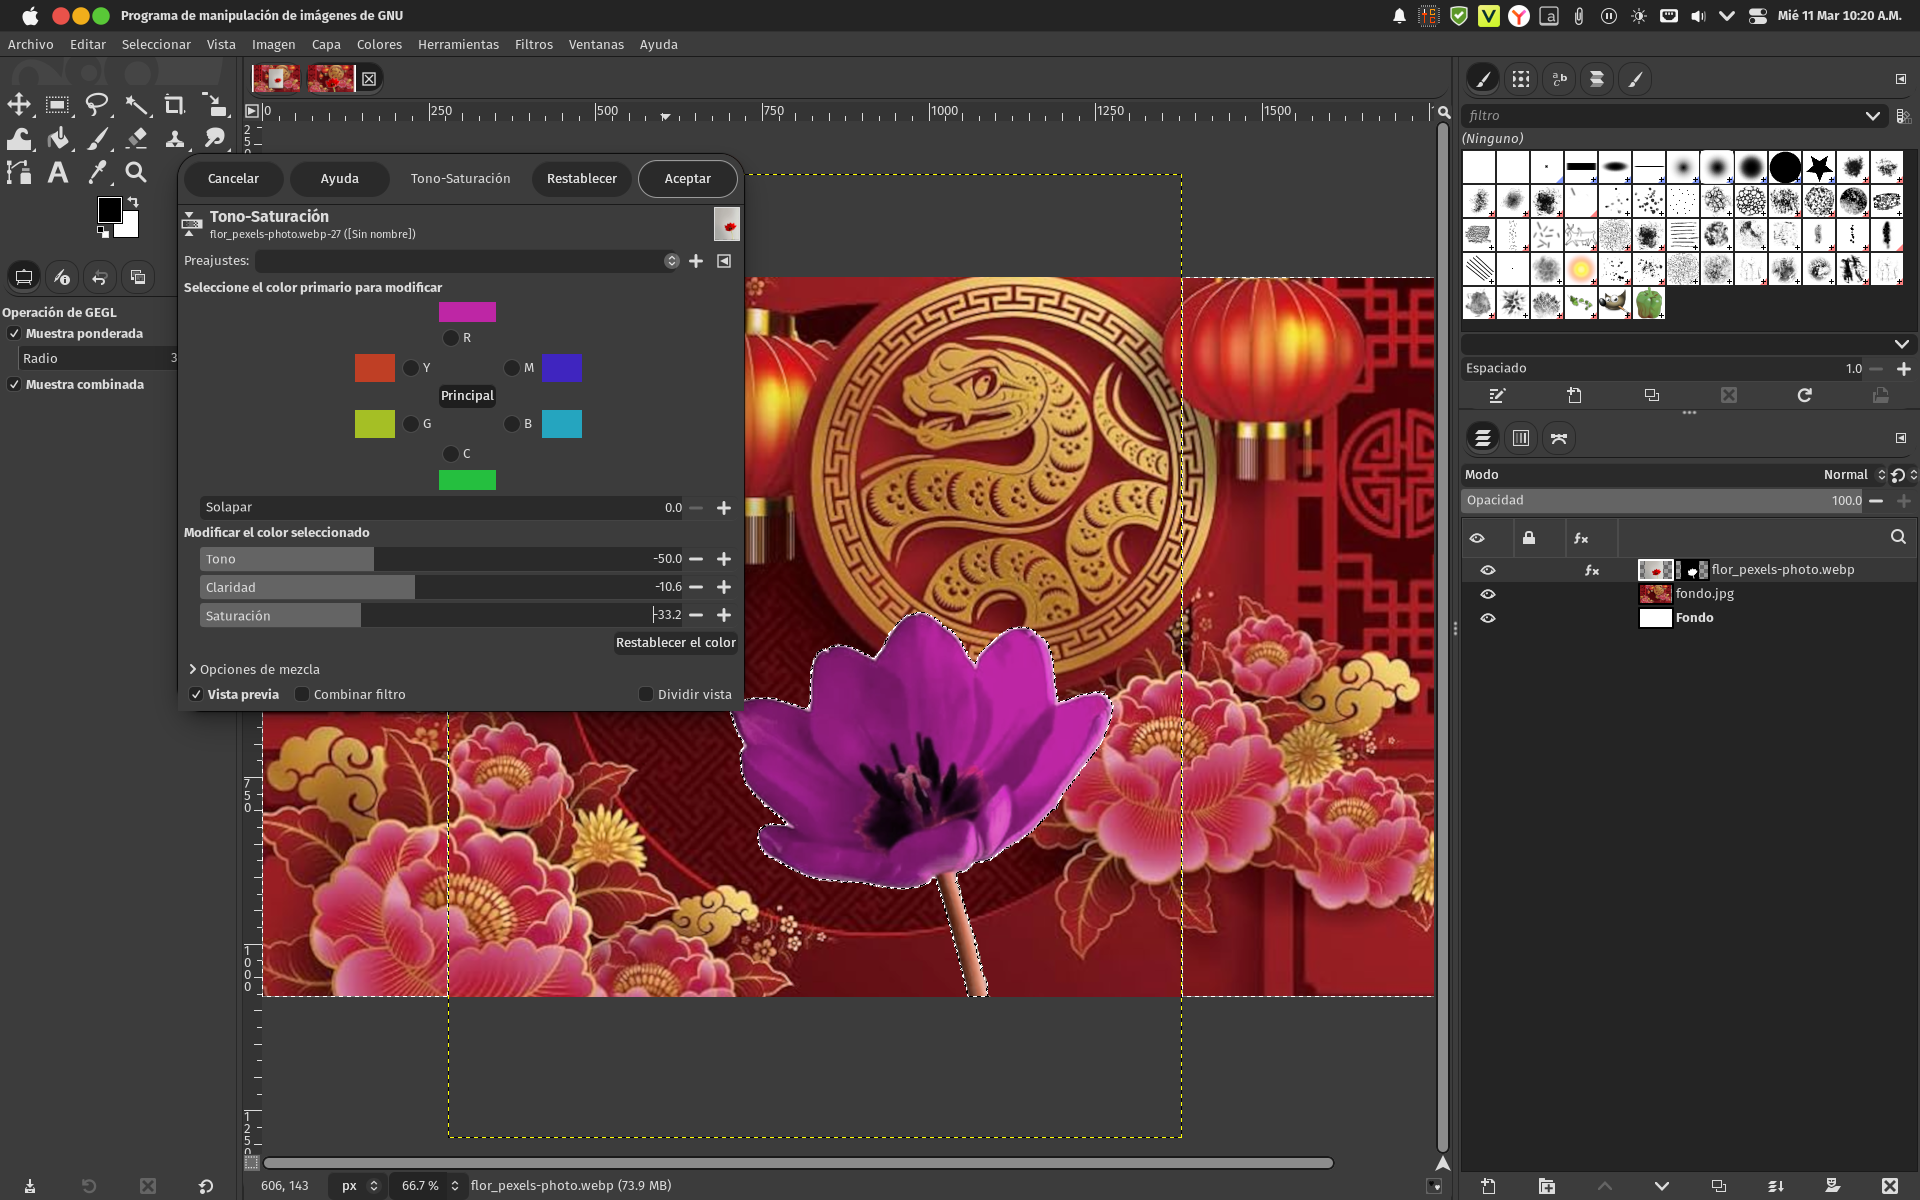 Programa de manipulación de imágenes de GNU
Mié 11 Mar 10:20 A.M.
Archivo Editar Seleccionar Vista Imagen Capa Colores Herramientas Filtros Ventanas Ayuda
0 250 500 750 1000 1250 1500
filtro
(Ninguno)
Cancelar Ayuda Tono-Saturación Restablecer Aceptar
Tono-Saturación
flor_pexels-photo.webp-27 ([Sin nombre])
Preajustes:
Seleccione el color primario para modificar
R
Y M
Principal
G B
C
Solapar 0.0
Modificar el color seleccionado
Tono -50.0
Claridad -10.6
Saturación -33.2
Restablecer el color
Opciones de mezcla
Vista previa Combinar filtro Dividir vista
Operación de GEGL
Muestra ponderada
Radio 3
Muestra combinada
Espaciado 1.0
Modo Normal
Opacidad 100.0
fx
fx flor_pexels-photo.webp
fondo.jpg
Fondo
750
1000
1250
606, 143 px 66.7 % flor_pexels-photo.webp (73.9 MB)